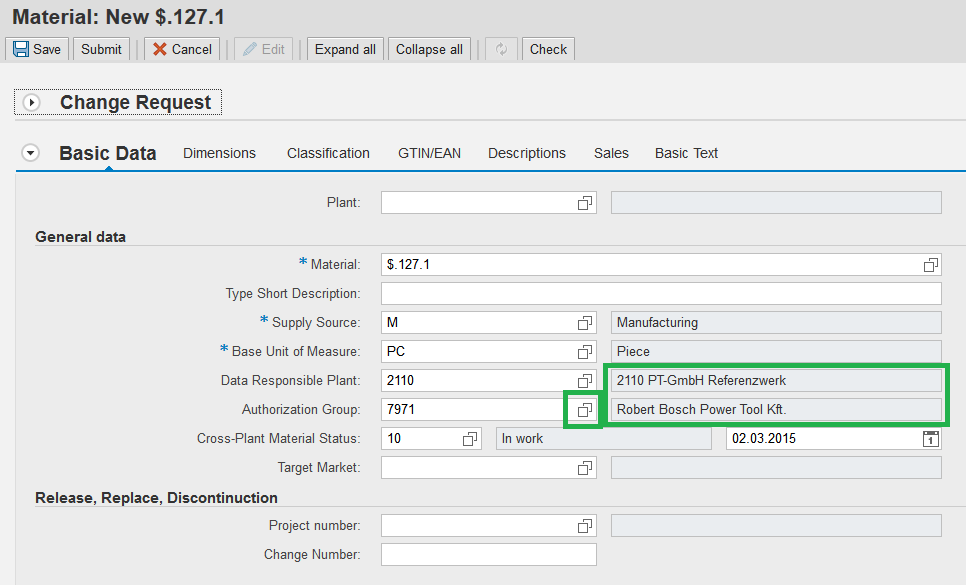 Material: New $.127.1
Save Submit Cancel Edit Expand all Collapse all Check
Change Request
Basic Data Dimensions Classification GTIN/EAN Descriptions Sales Basic Text
Plant:
General data
* Material: $.127.1
Type Short Description:
* Supply Source: M Manufacturing
* Base Unit of Measure: PC Piece
Data Responsible Plant: 2110 2110 PT-GmbH Referenzwerk
Authorization Group: 7971 Robert Bosch Power Tool Kft.
Cross-Plant Material Status: 10 In work 02.03.2015 1
Target Market:
Release, Replace, Discontinuction
Project number:
Change Number: